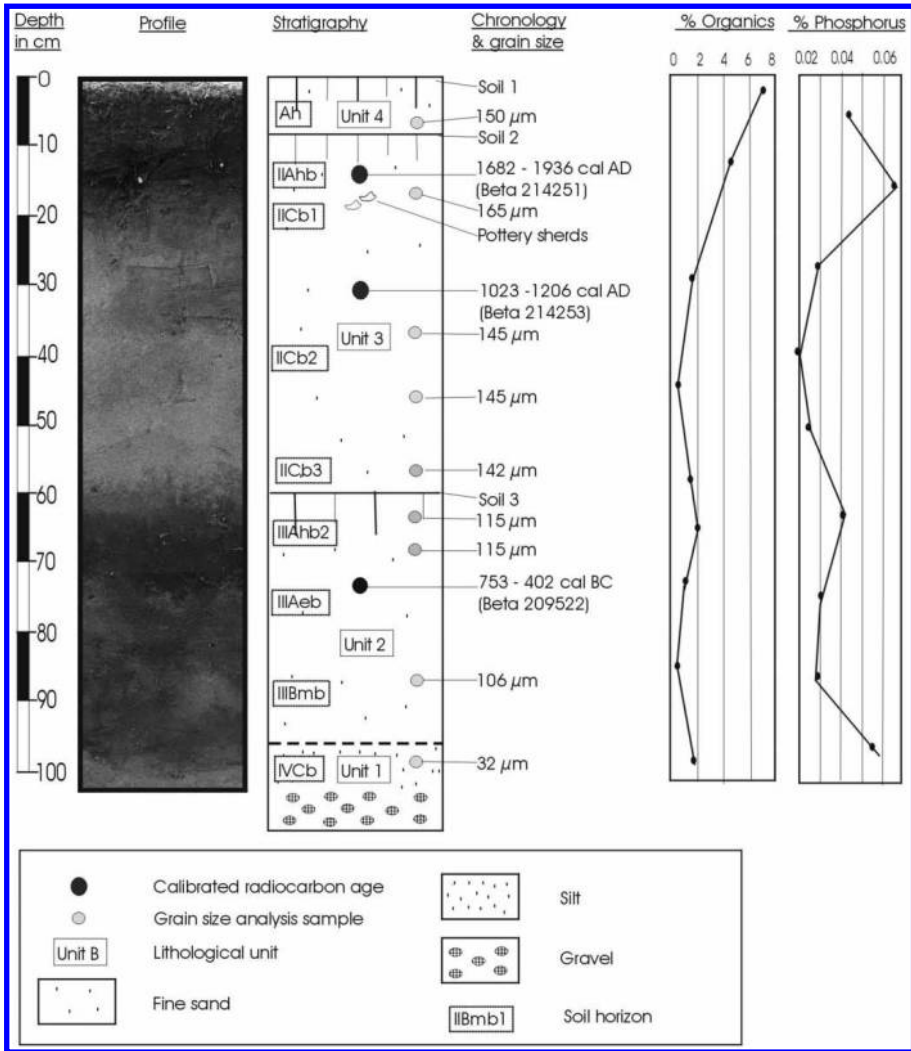 Depth
in cm
Profile
Stratigraphy
Chronology
& grain size
% Organics
% Phosphorus
0 2 4 6 8
0.02 0.04 0.06
0
10
20
30
40
50
60
70
80
90
100
Soil 1
Ah
Unit 4
150 µm
Soil 2
IIAhb
1682 - 1936 cal AD
(Beta 214251)
165 µm
IICb1
Pottery sherds
1023 -1206 cal AD
(Beta 214253)
Unit 3
145 µm
IICb2
145 µm
IICb3
142 µm
Soil 3
115 µm
IIIAhb2
115 µm
753 - 402 cal BC
(Beta 209522)
IIIAeb
Unit 2
106 µm
IIIBmb
IVCb
Unit 1
32 µm
Calibrated radiocarbon age
Grain size analysis sample
Unit B
Lithological unit
Fine sand
Silt
Gravel
IIBmb1
Soil horizon